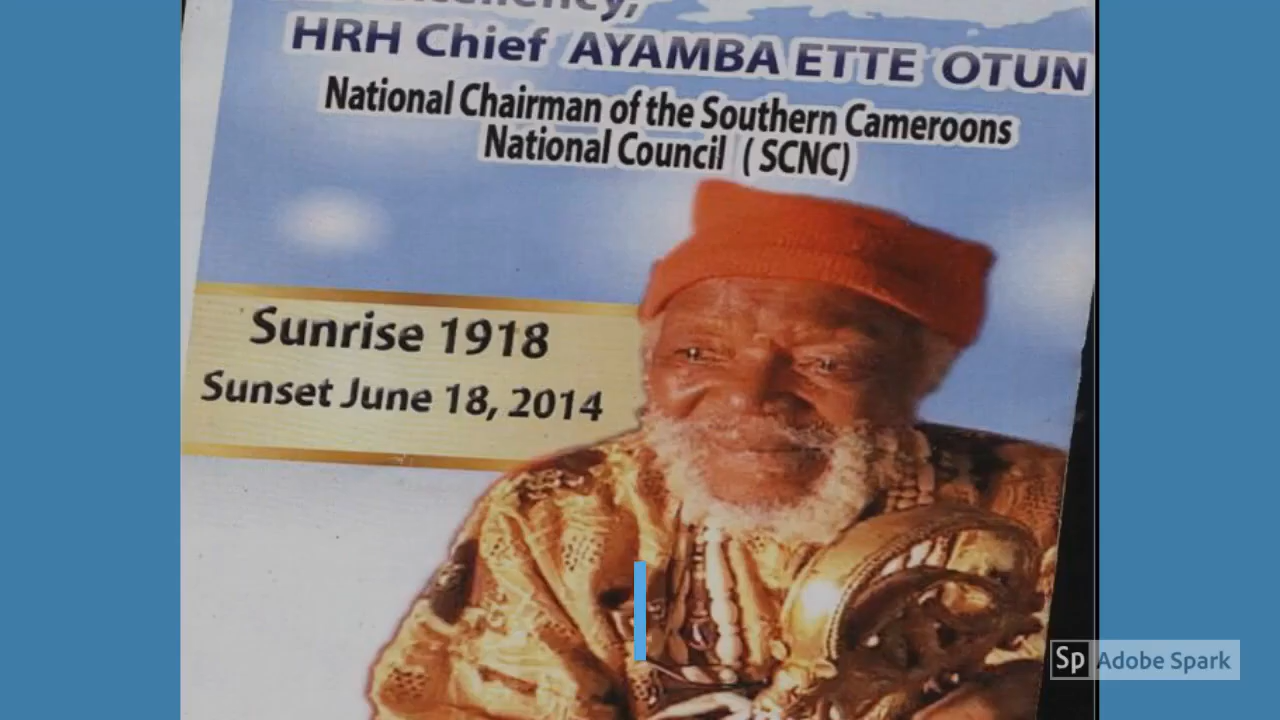 HRH Chief AYAMBA ETTE OTUN
National Chairman of the Southern Cameroons
National Council ( SCNC)
Sunrise 1918
Sunset June 18, 2014
Sp Adobe Spark